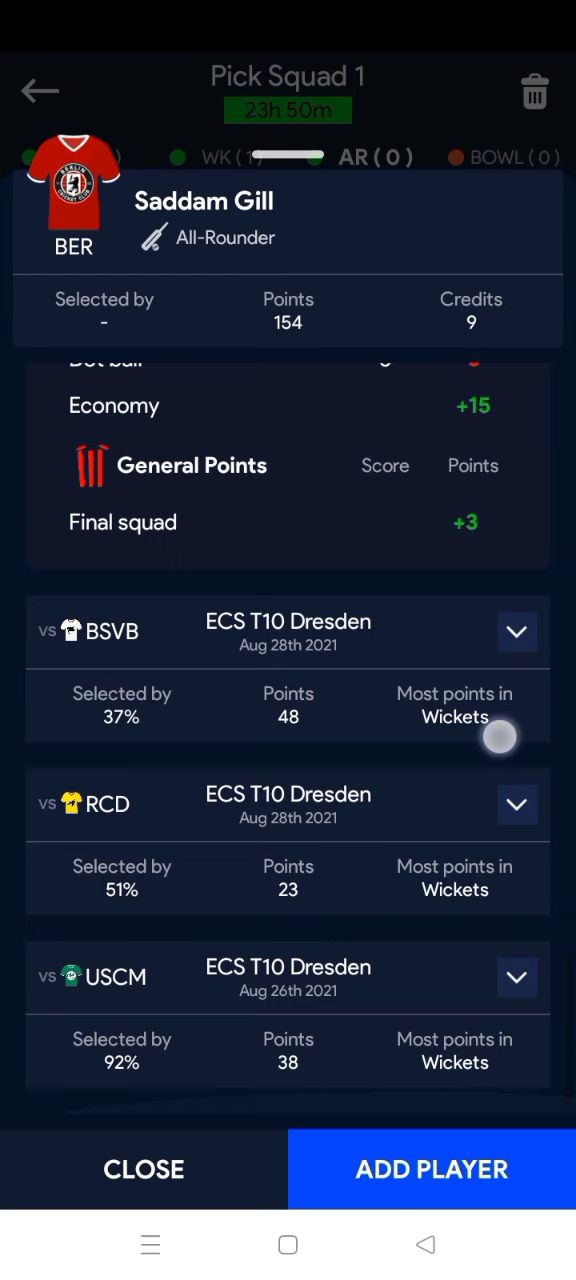 Pick Squad 1
23h 50m
WK ( 1
AR ( 0 )
BOWL ( 0 )
BERLIN
Saddam Gill
BER
All-Rounder
Selected by
Points
Credits
-
154
9
Dot ball
Economy
+15
General Points
Score
Points
Final squad
+3
vs BSVB
ECS T10 Dresden
Aug 28th 2021
Selected by
Points
Most points in
37%
48
Wickets
vs RCD
ECS T10 Dresden
Aug 28th 2021
Selected by
Points
Most points in
51%
23
Wickets
vs USCM
ECS T10 Dresden
Aug 26th 2021
Selected by
Points
Most points in
92%
38
Wickets
CLOSE
ADD PLAYER